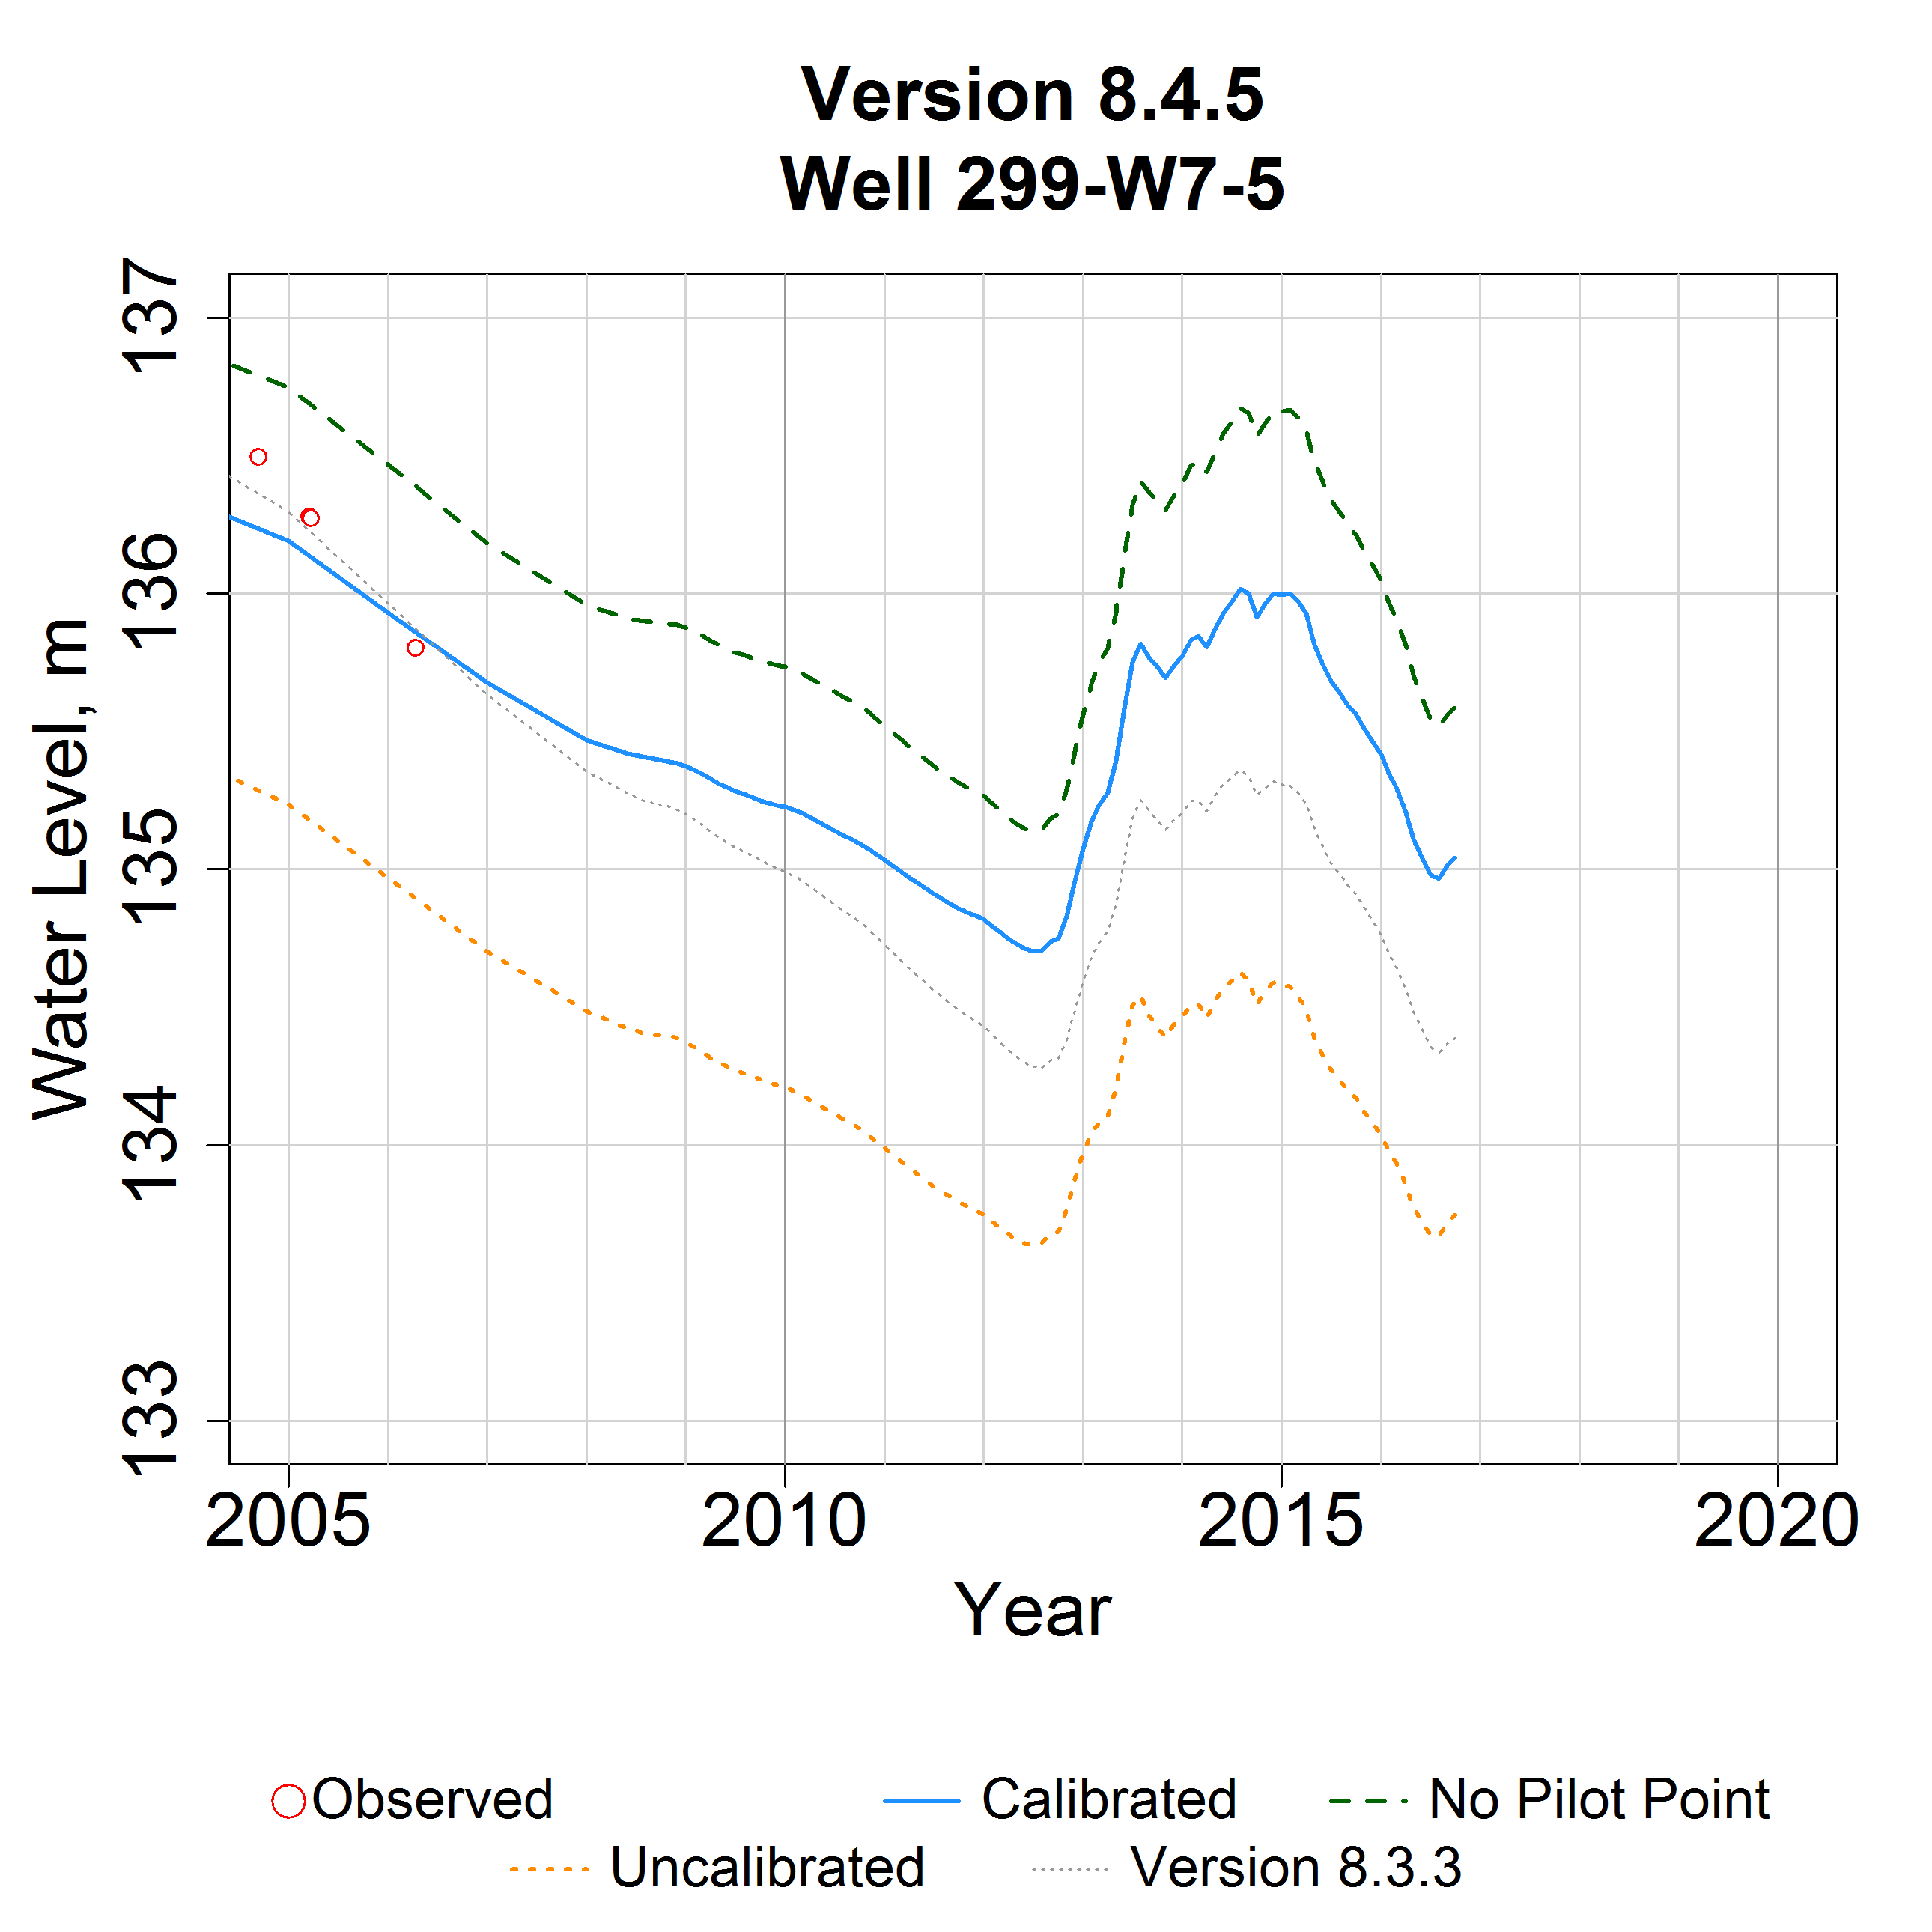 Version 8.4.5
Well 299-W7-5
Water Level, m
137
136
135
134
133
2005 2010 2015 2020
Year
Observed Calibrated No Pilot Point
Uncalibrated Version 8.3.3